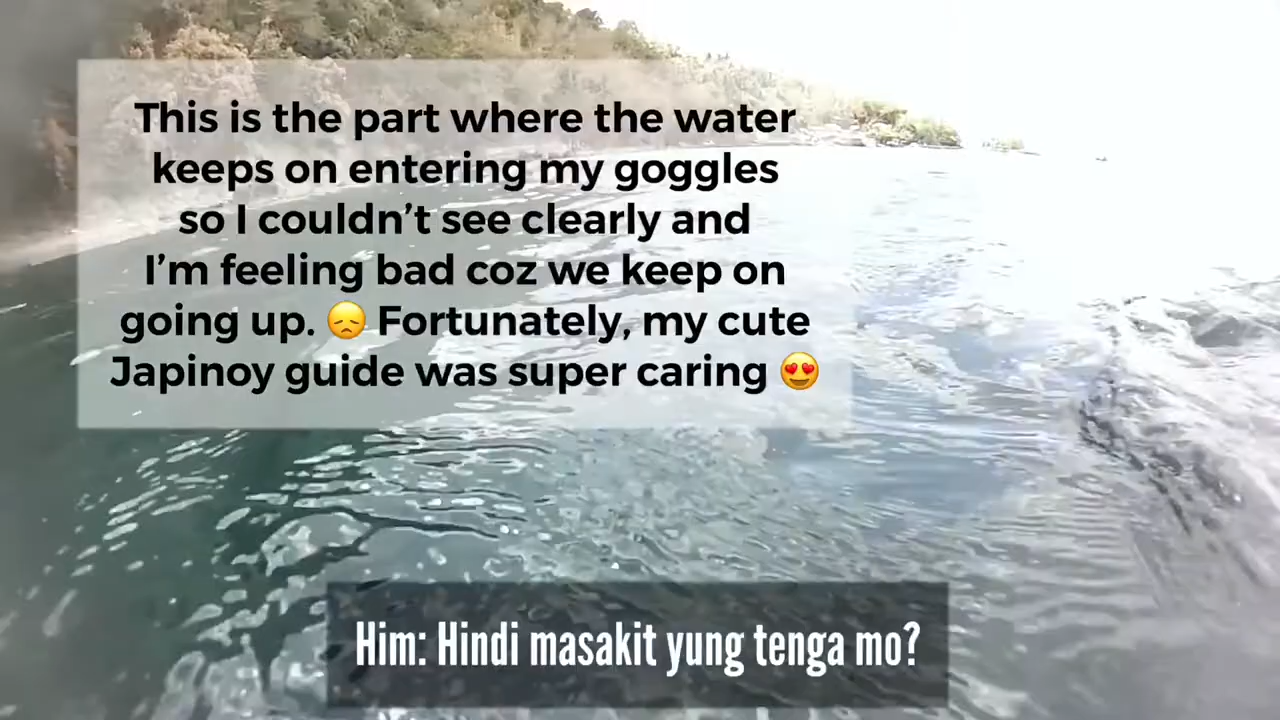 This is the part where the water
keeps on entering my goggles
so I couldn’t see clearly and
I’m feeling bad coz we keep on
going up. 😞 Fortunately, my cute
Japinoy guide was super caring 😍
Him: Hindi masakit yung tenga mo?